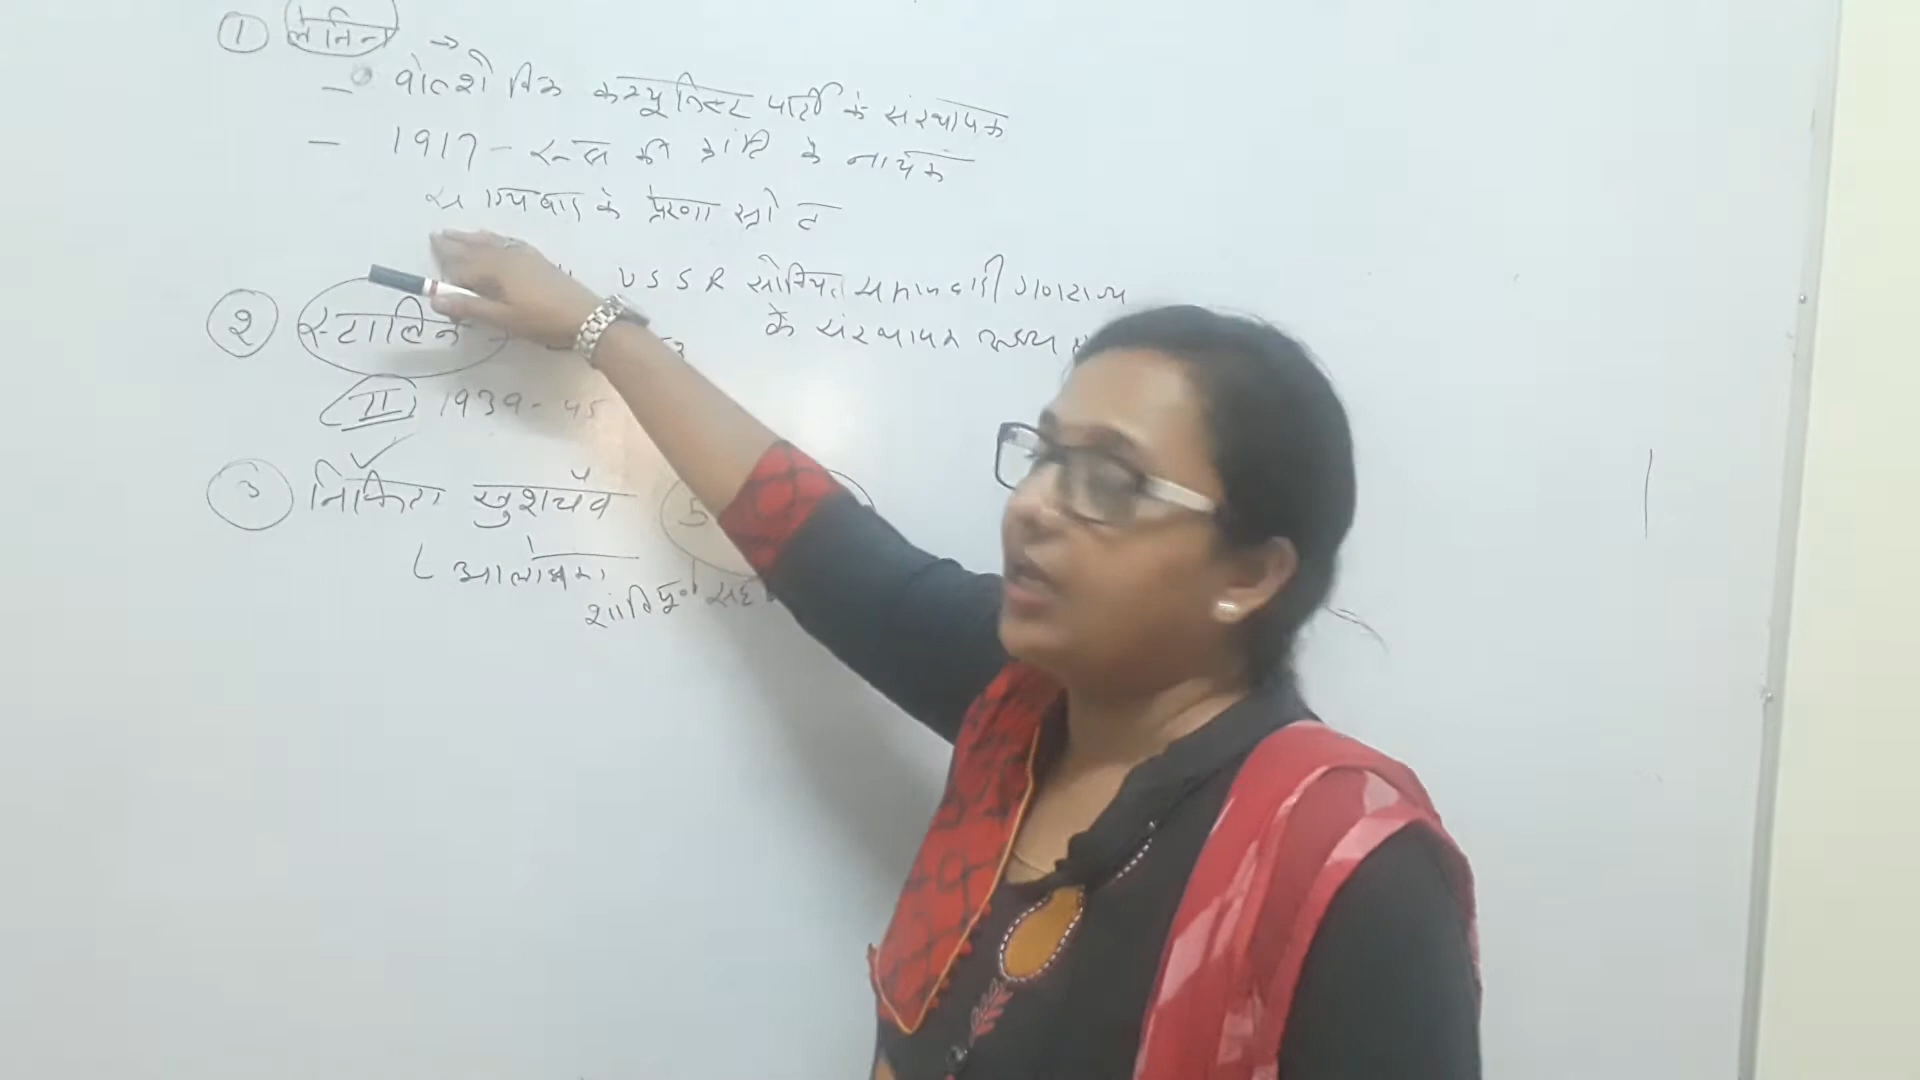 ① लेनिन →
- बोल्शेविक कम्यूनिस्ट पार्टी के संस्थापक
- 1917 - रूस की क्रांति के नायक
साम्यवाद के प्रेरणा स्त्रोत
USSR सोवियत समाजवादी गणराज्य
के संस्थापक
② स्टालिन -
II 1939-45
③ निकिता ख्रुश्चेव 5
आलोचना
शांतिपूर्ण सह